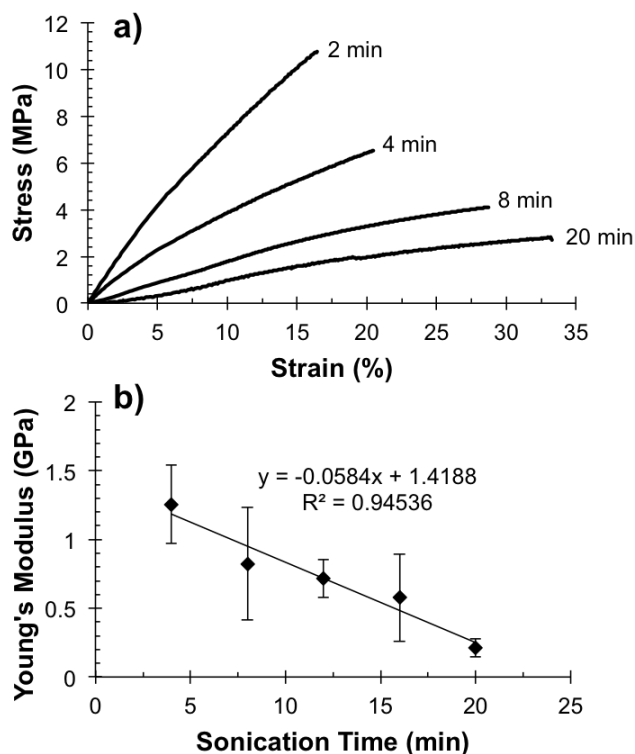 a)
12
10
8
6
4
2
0
Stress (MPa)
2 min
4 min
8 min
20 min
0 5 10 15 20 25 30 35
Strain (%)
b)
2
1.5
1
0.5
0
Young's Modulus (GPa)
y = -0.0584x + 1.4188
R² = 0.94536
0 5 10 15 20 25
Sonication Time (min)